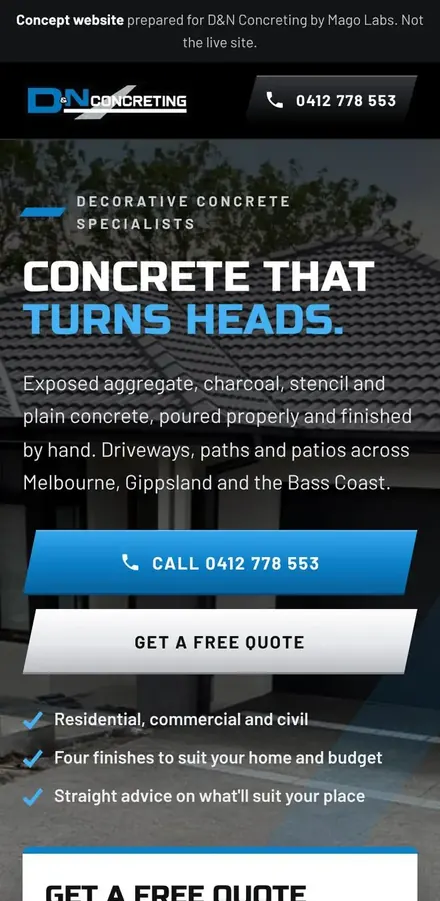 Concept website prepared for D&N Concreting by Mago Labs. Not
the live site.
D&N CONCRETING
0412 778 553
DECORATIVE CONCRETE
SPECIALISTS
CONCRETE THAT
TURNS HEADS.
Exposed aggregate, charcoal, stencil and
plain concrete, poured properly and finished
by hand. Driveways, paths and patios across
Melbourne, Gippsland and the Bass Coast.
CALL 0412 778 553
GET A FREE QUOTE
Residential, commercial and civil
Four finishes to suit your home and budget
Straight advice on what'll suit your place
GET A FREE QUOTE